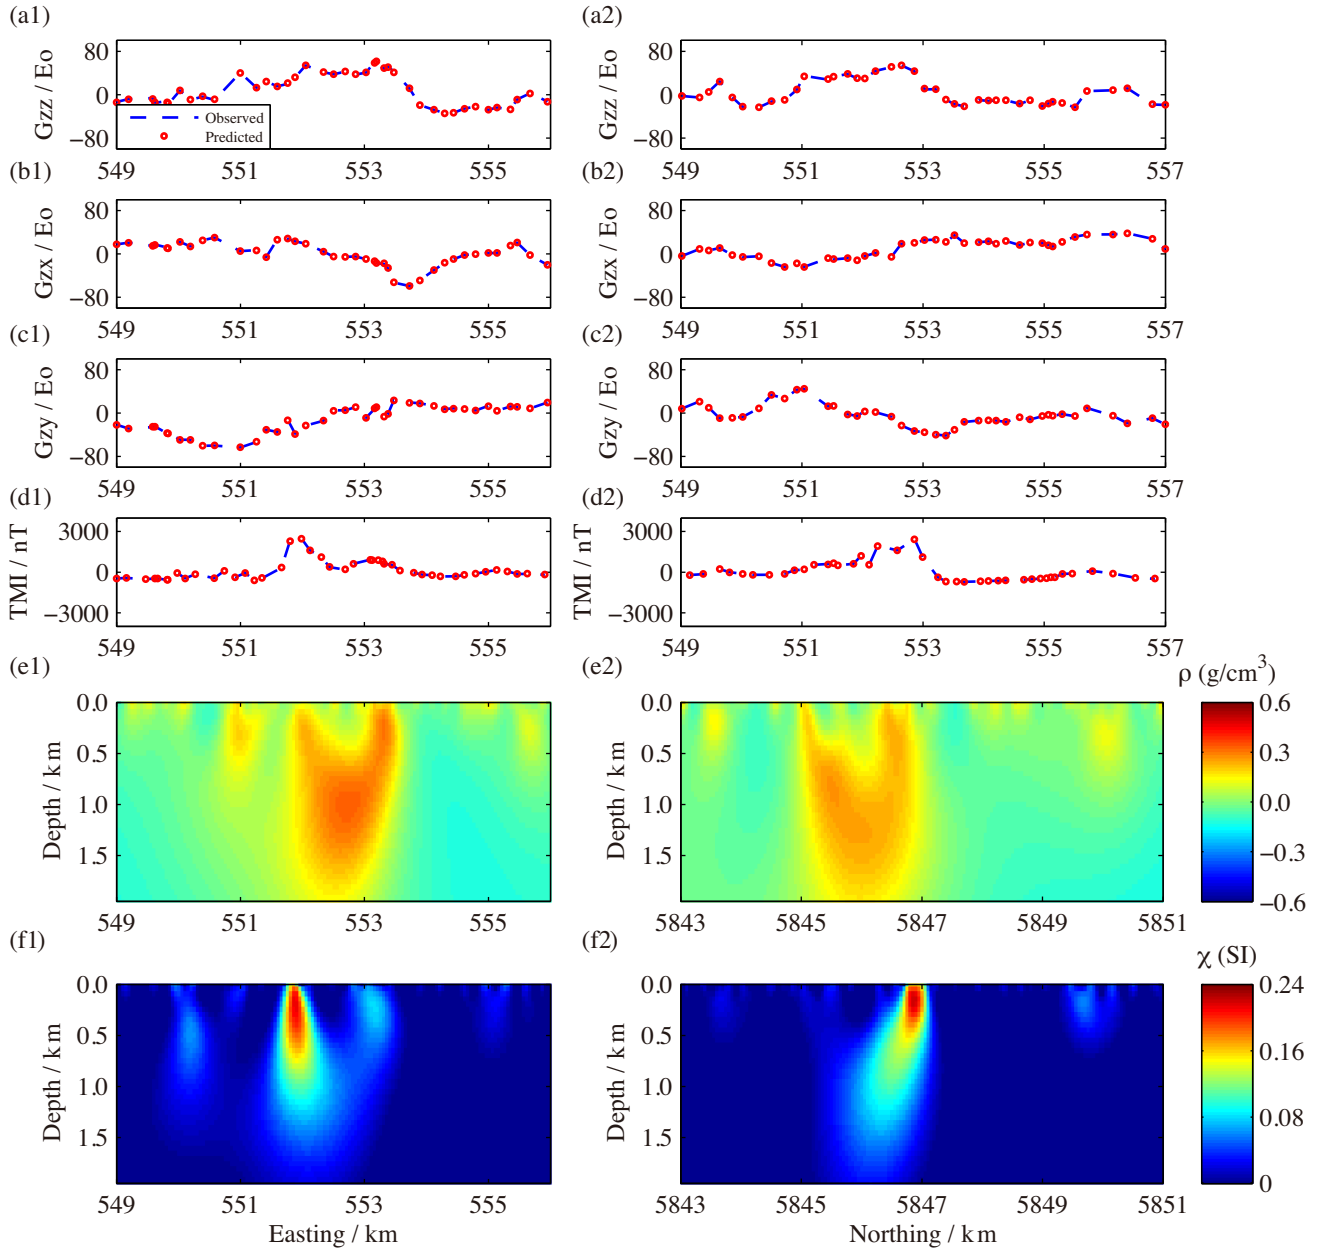 (a1)
80
0
−80
Gzz / Eo
Observed
Predicted
549 551 553 555
(a2)
80
0
−80
Gzz / Eo
549 551 553 555 557
(b1)
80
0
−80
Gzx / Eo
549 551 553 555
(b2)
80
0
−80
Gzx / Eo
549 551 553 555 557
(c1)
80
0
−80
Gzy / Eo
549 551 553 555
(c2)
80
0
−80
Gzy / Eo
549 551 553 555 557
(d1)
3000
0
−3000
TMI / nT
549 551 553 555
(d2)
3000
0
−3000
TMI / nT
549 551 553 555 557
(e1)
0.0
0.5
1.0
1.5
Depth / km
549 551 553 555
(e2)
0.0
0.5
1.0
1.5
Depth / km
5843 5845 5847 5849 5851
ρ (g/cm³)
0.6
0.3
0.0
−0.3
−0.6
(f1)
0.0
0.5
1.0
1.5
Depth / km
549 551 553 555
Easting / km
(f2)
0.0
0.5
1.0
1.5
Depth / km
5843 5845 5847 5849 5851
Northing / km
χ (SI)
0.24
0.16
0.08
0